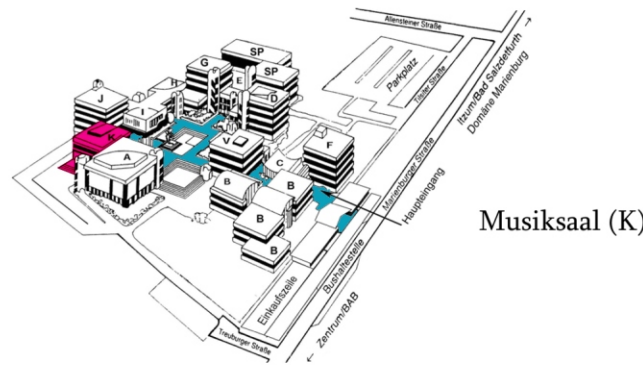 Allensteiner Straße
Itzum/Bad Salzdetfurth
Domäne Marienburg
Parkplatz
Tilsiter Straße
SP
G
E
SP
H
D
J
I
K
V
F
A
C
B
B
B
B
Marienburger Straße
Haupteingang
Musiksaal (K)
Bushaltestelle
Einkaufszeile
Zentrum/BAB
Treuburger Straße